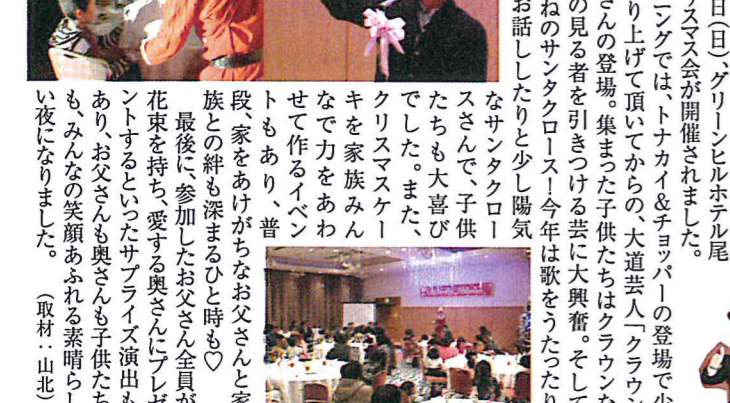 日(日)、グリーンヒルホテル尾
スマス会が開催されました。
ニングでは、トナカイ&チョッパーの登場で少
り上げて頂いてからの、大道芸人「クラウン
さんの登場。集まった子供たちはクラウンな
の見る者を引きつける芸に大興奮。そして
ねのサンタクロース!今年は歌をうたったり
お話ししたりと少し陽気
なサンタクロー
スさんで、子供
たちも大喜び
でした。また、
クリスマスケー
キを家族みん
なで力をあわ
せて作るイベン
トもあり、普
段、家をあけがちなお父さんと家
族との絆も深まるひと時も♡
最後に、参加したお父さん全員が
花束を持ち、愛する奥さんにプレゼ
ントするといったサプライズ演出も
あり、お父さんも奥さんも子供たち
も、みんなの笑顔あふれる素晴らし
い夜になりました。 (取材:山北)